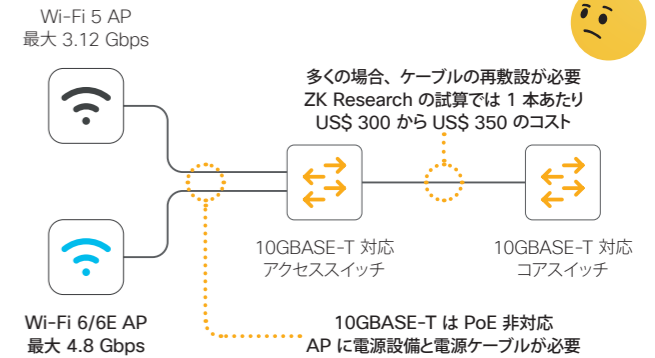 Wi-Fi 5 AP
最大 3.12 Gbps
多くの場合、ケーブルの再敷設が必要
ZK Research の試算では 1 本あたり
US$ 300 から US$ 350 のコスト
10GBASE-T 対応
アクセススイッチ
10GBASE-T 対応
コアスイッチ
Wi-Fi 6/6E AP
最大 4.8 Gbps
10GBASE-T は PoE 非対応
AP に電源設備と電源ケーブルが必要